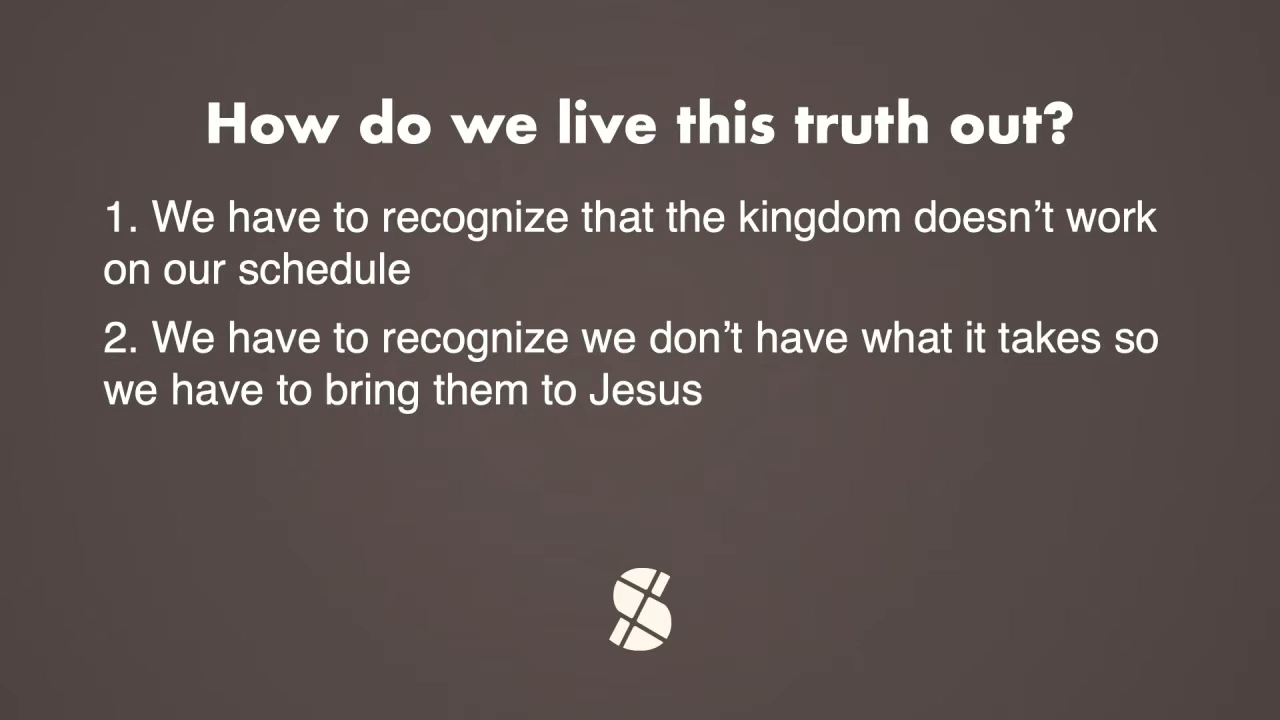 How do we live this truth out?
1. We have to recognize that the kingdom doesn’t work
on our schedule
2. We have to recognize we don’t have what it takes so
we have to bring them to Jesus